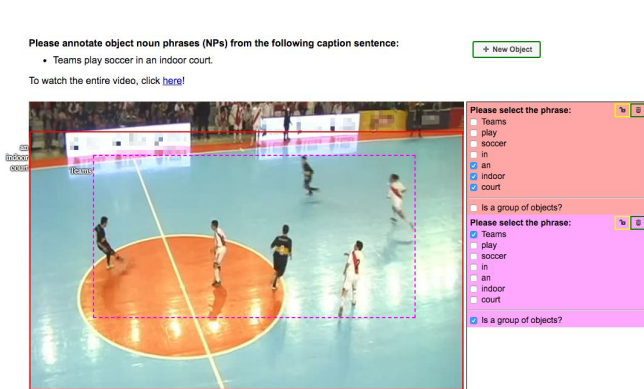 Please annotate object noun phrases (NPs) from the following caption sentence:
• Teams play soccer in an indoor court.
To watch the entire video, click here!
+ New Object
an
indoor
court
Teams
Please select the phrase:
Teams
play
soccer
in
an
indoor
court
Is a group of objects?
Please select the phrase:
Teams
play
soccer
in
an
indoor
court
Is a group of objects?